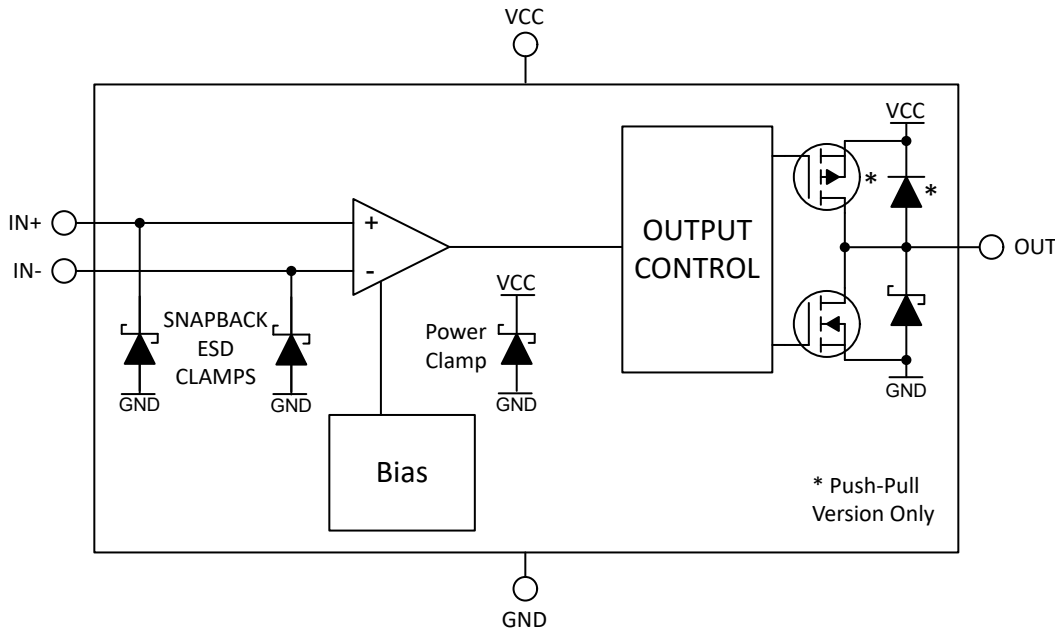 VCC
VCC
*
*
IN+
+
OUTPUT
CONTROL
OUT
IN-
-
VCC
SNAPBACK
ESD
CLAMPS
Power
Clamp
GND
GND
GND
GND
Bias
* Push-Pull
Version Only
GND